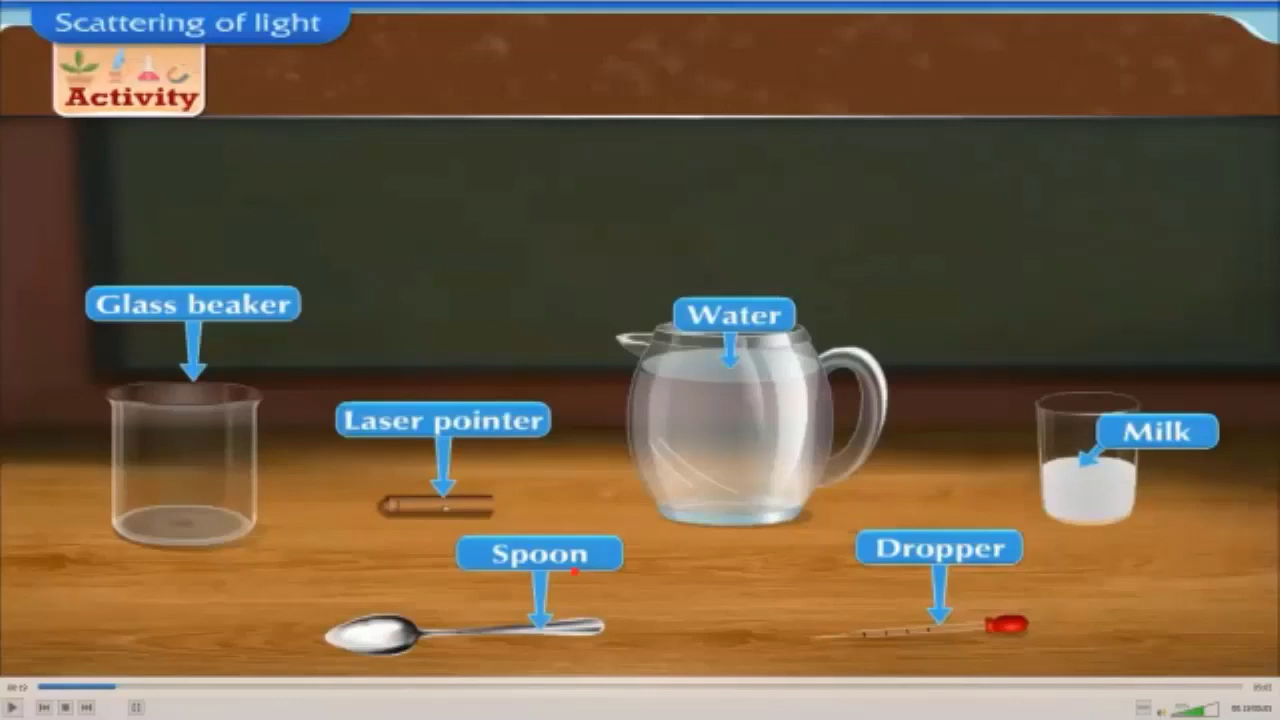 Scattering of light
Activity
Glass beaker
Water
Laser pointer
Milk
Spoon
Dropper